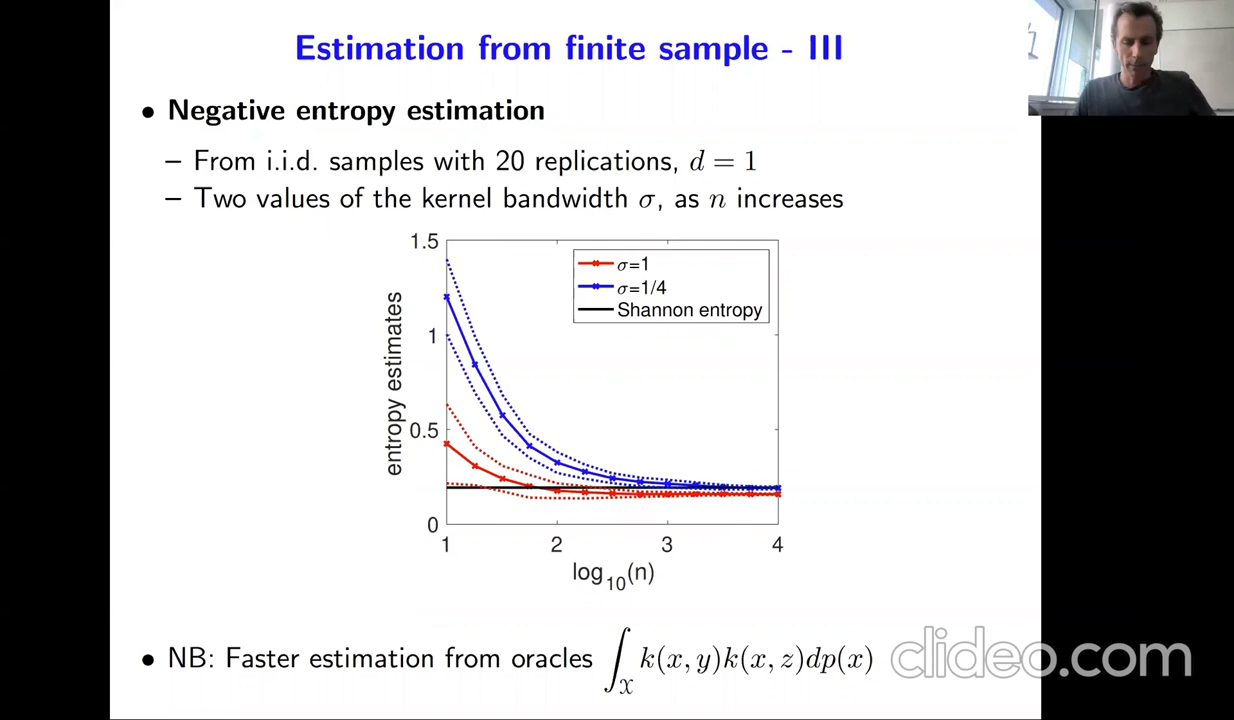 Estimation from finite sample - III
• Negative entropy estimation
– From i.i.d. samples with 20 replications, d = 1
– Two values of the kernel bandwidth σ, as n increases
1.5
1
0.5
0
entropy estimates
σ=1
σ=1/4
Shannon entropy
1 2 3 4
log₁₀(n)
• NB: Faster estimation from oracles ∫_𝒳 k(x, y)k(x, z)dp(x)
clideo.com